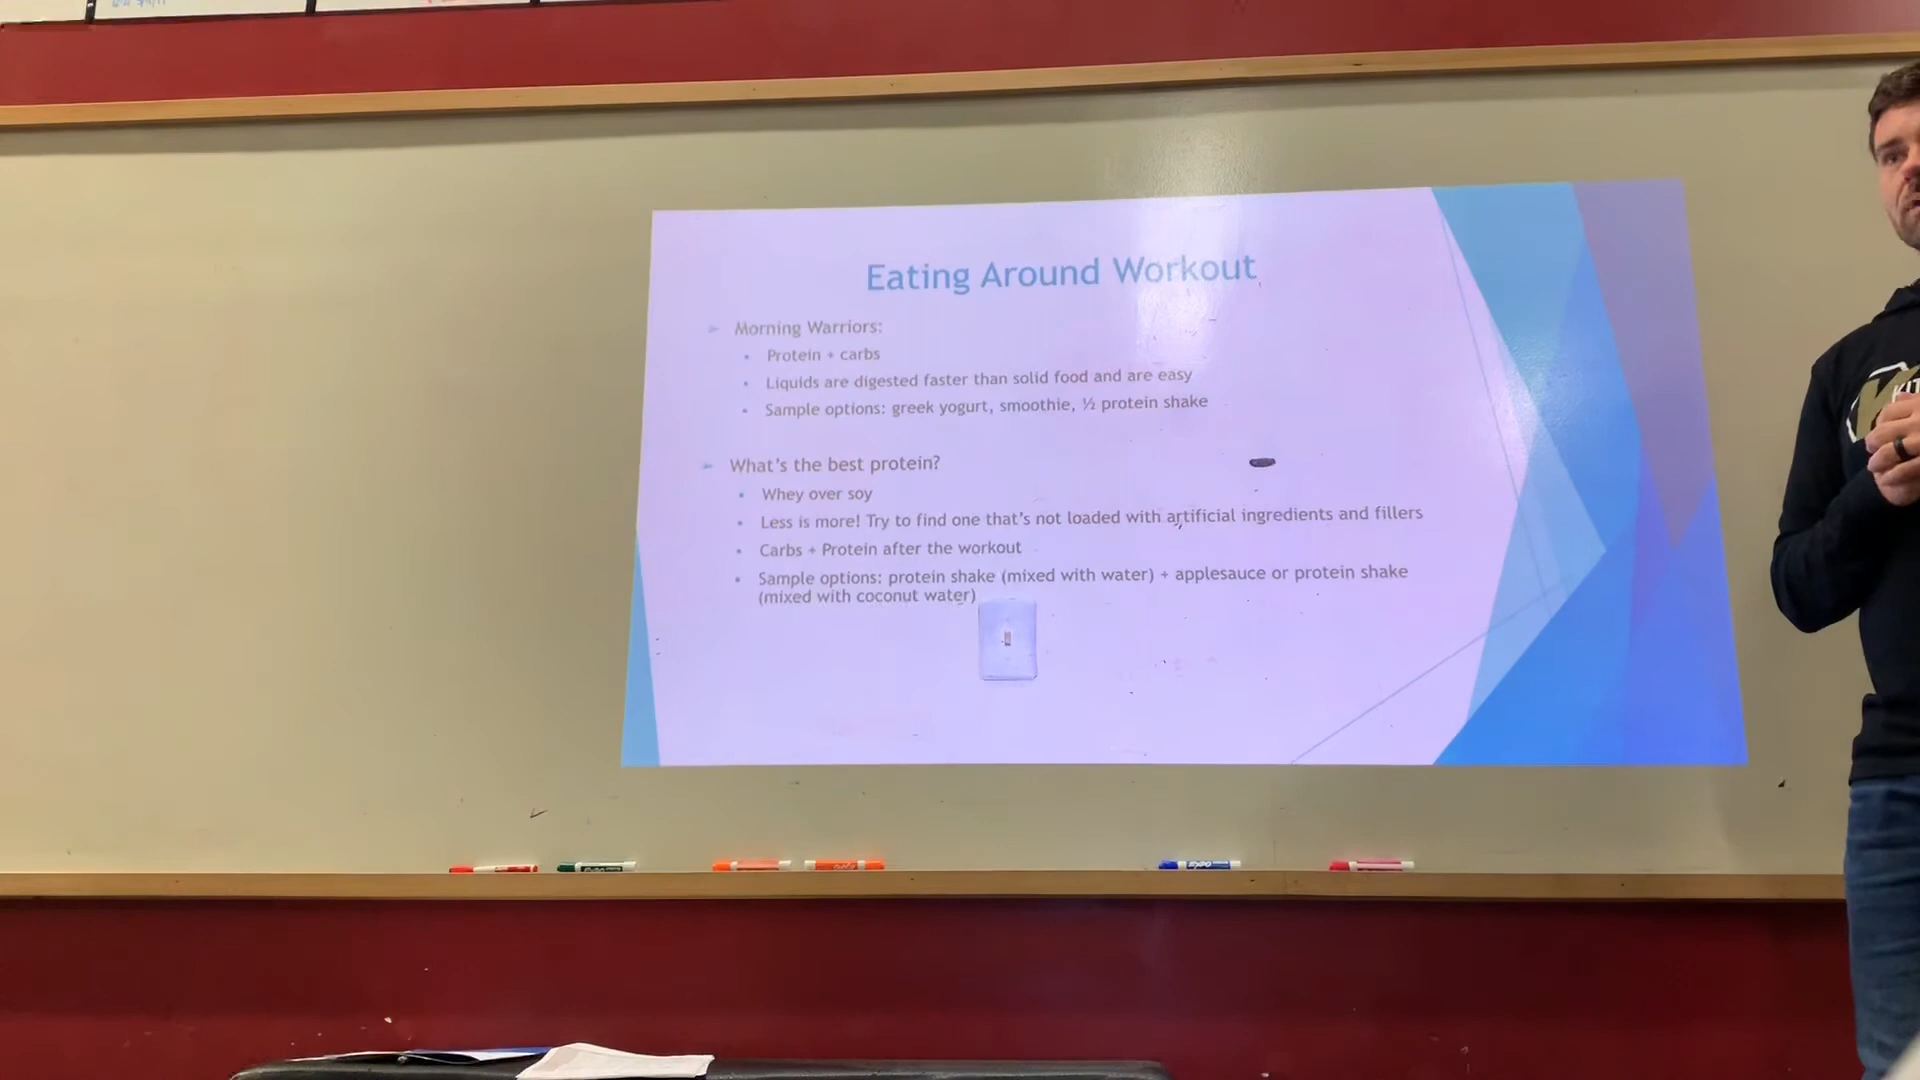 Eating Around Workout
Morning Warriors:
Protein + carbs
Liquids are digested faster than solid food and are easy
Sample options: greek yogurt, smoothie, ½ protein shake
What's the best protein?
Whey over soy
Less is more! Try to find one that's not loaded with artificial ingredients and fillers
Carbs + Protein after the workout
Sample options: protein shake (mixed with water) + applesauce or protein shake
(mixed with coconut water)
KIT